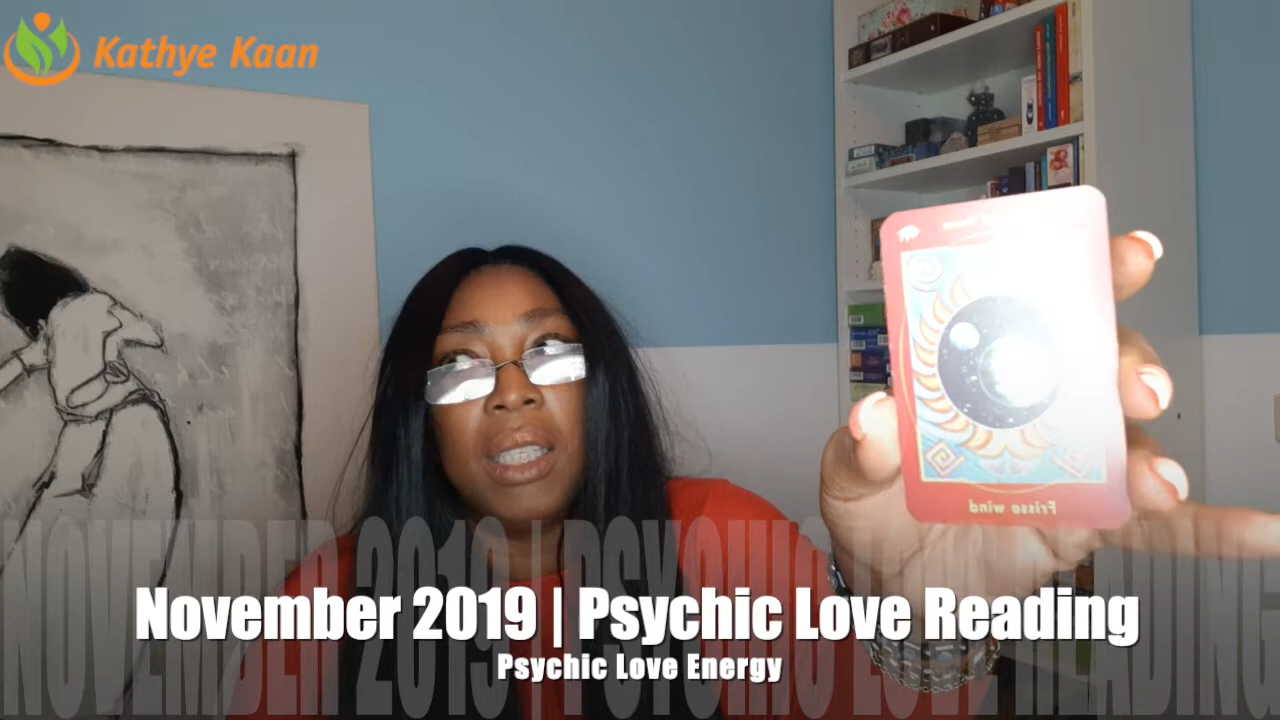 Kathye Kaan
Frisse wind
November 2019 | Psychic Love Reading
Psychic Love Energy
NOVEMBER 2019 | PSYCHIC LOVE READING